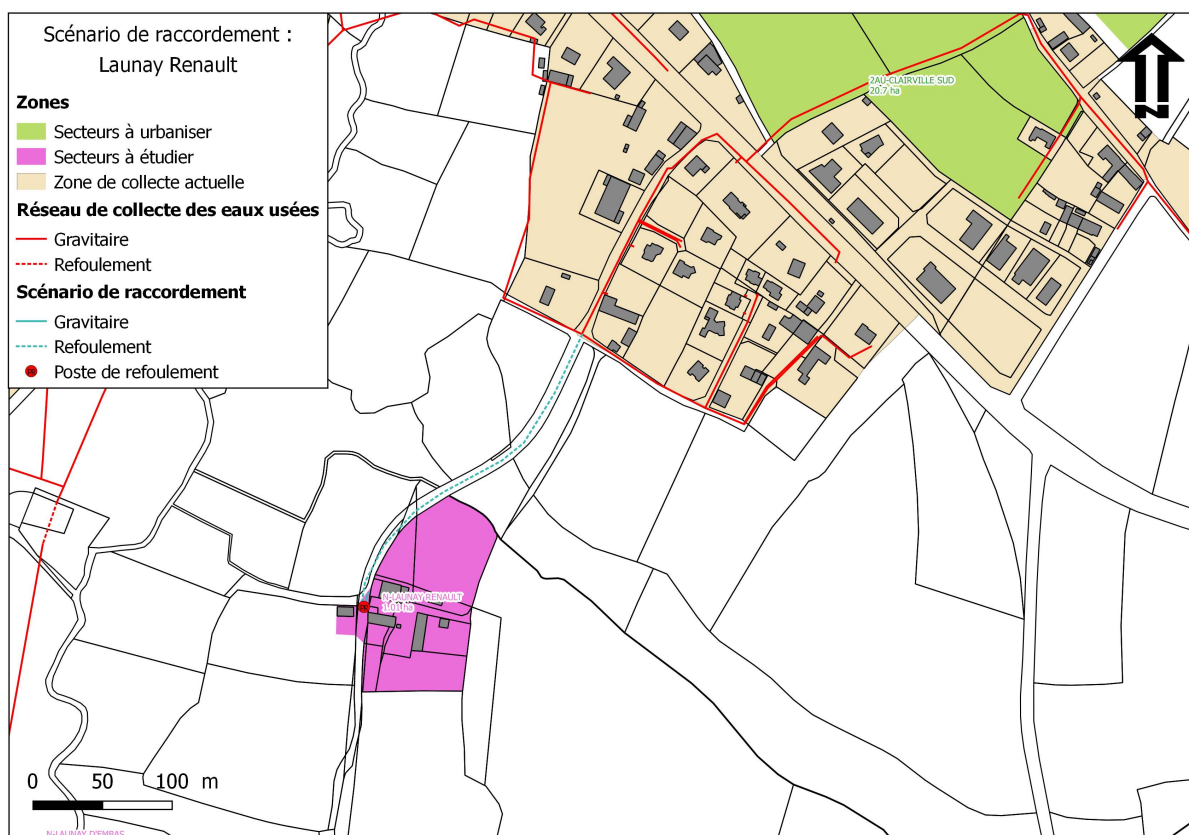 Scénario de raccordement :
Launay Renault
Zones
Secteurs à urbaniser
Secteurs à étudier
Zone de collecte actuelle
Réseau de collecte des eaux usées
Gravitaire
Refoulement
Scénario de raccordement
Gravitaire
Refoulement
Poste de refoulement
2AU-CLAIRVILLE SUD
20.7 ha
N
N-LAUNAY RENAULT
1.01 ha
0 50 100 m
N-LAUNAY D'EMBAS